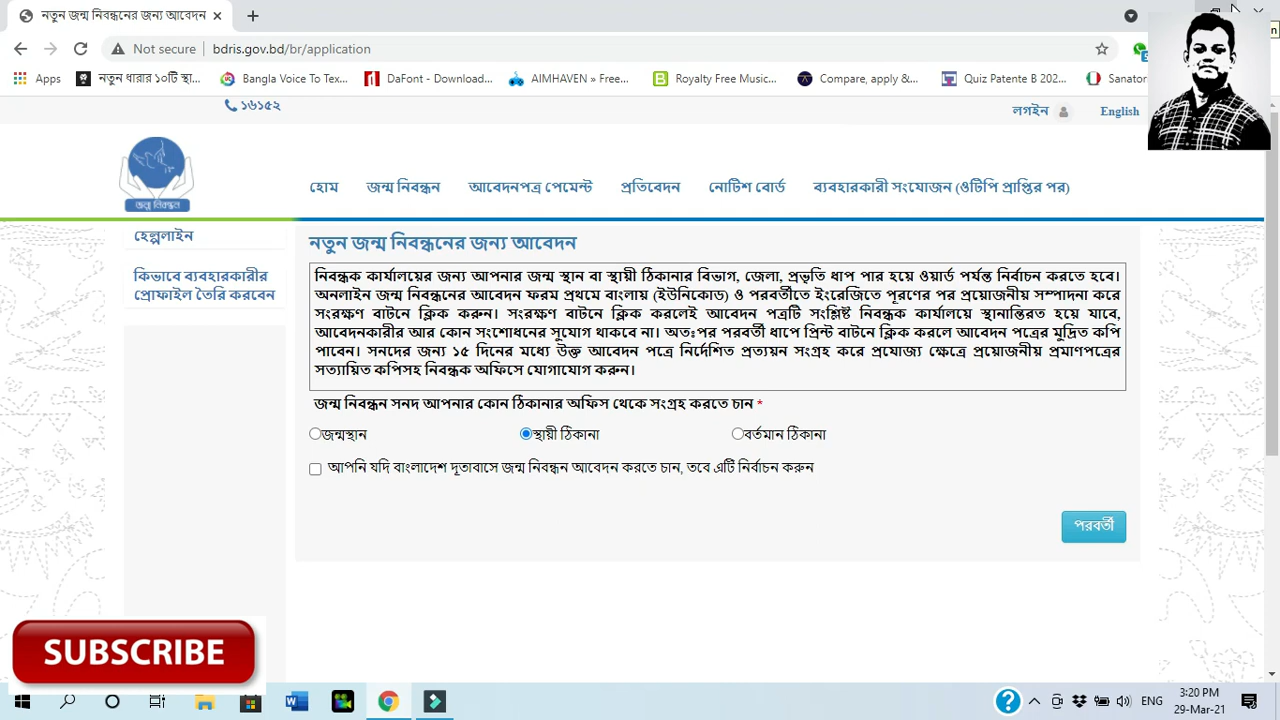 নতুন জন্ম নিবন্ধনের জন্য আবেদন
Not secure bdris.gov.bd/br/application
Apps নতুন ধারার ১০টি স্থা... Bangla Voice To Tex... DaFont - Download... AIMHAVEN » Free... Royalty Free Music... Compare, apply &... Quiz Patente B 202... Sanator
১৬১৫২ লগইন English
হোম জন্ম নিবন্ধন আবেদনপত্র পেমেন্ট প্রতিবেদন নোটিশ বোর্ড ব্যবহারকারী সংযোজন (ওটিপি প্রাপ্তির পর)
জন্ম নিবন্ধন
হেল্পলাইন
কিভাবে ব্যবহারকারীর
প্রোফাইল তৈরি করবেন
নতুন জন্ম নিবন্ধনের জন্য আবেদন
নিবন্ধক কার্যালয়ের জন্য আপনার জন্ম স্থান বা স্থায়ী ঠিকানার বিভাগ, জেলা, প্রভৃতি ধাপ পার হয়ে ওয়ার্ড পর্যন্ত নির্বাচন করতে হবে।
অনলাইন জন্ম নিবন্ধনের আবেদন ফরম প্রথমে বাংলায় (ইউনিকোড) ও পরবর্তীতে ইংরেজিতে পূরণের পর প্রয়োজনীয় সম্পাদনা করে
সংরক্ষণ বাটনে ক্লিক করুন। সংরক্ষণ বাটনে ক্লিক করলেই আবেদন পত্রটি সংশ্লিষ্ট নিবন্ধক কার্যালয়ে স্থানান্তিরত হয়ে যাবে,
আবেদনকারীর আর কোন সংশোধনের সুযোগ থাকবে না। অতঃপর পরবর্তী ধাপে প্রিন্ট বাটনে ক্লিক করলে আবেদন পত্রের মুদ্রিত কপি
পাবেন। সনদের জন্য ১৫ দিনের মধ্যে উক্ত আবেদন পত্রে নির্দেশিত প্রত্যয়ন সংগ্রহ করে প্রযোজ্য ক্ষেত্রে প্রয়োজনীয় প্রমাণপত্রের
সত্যায়িত কপিসহ নিবন্ধক অফিসে যোগাযোগ করুন।
জন্ম নিবন্ধন সনদ আপনার কোন ঠিকানার অফিস থেকে সংগ্রহ করতে চান *
জন্মস্থান স্থায়ী ঠিকানা বর্তমান ঠিকানা
আপনি যদি বাংলাদেশ দূতাবাসে জন্ম নিবন্ধন আবেদন করতে চান, তবে এটি নির্বাচন করুন
পরবর্তী
SUBSCRIBE
ENG 3:20 PM
29-Mar-21